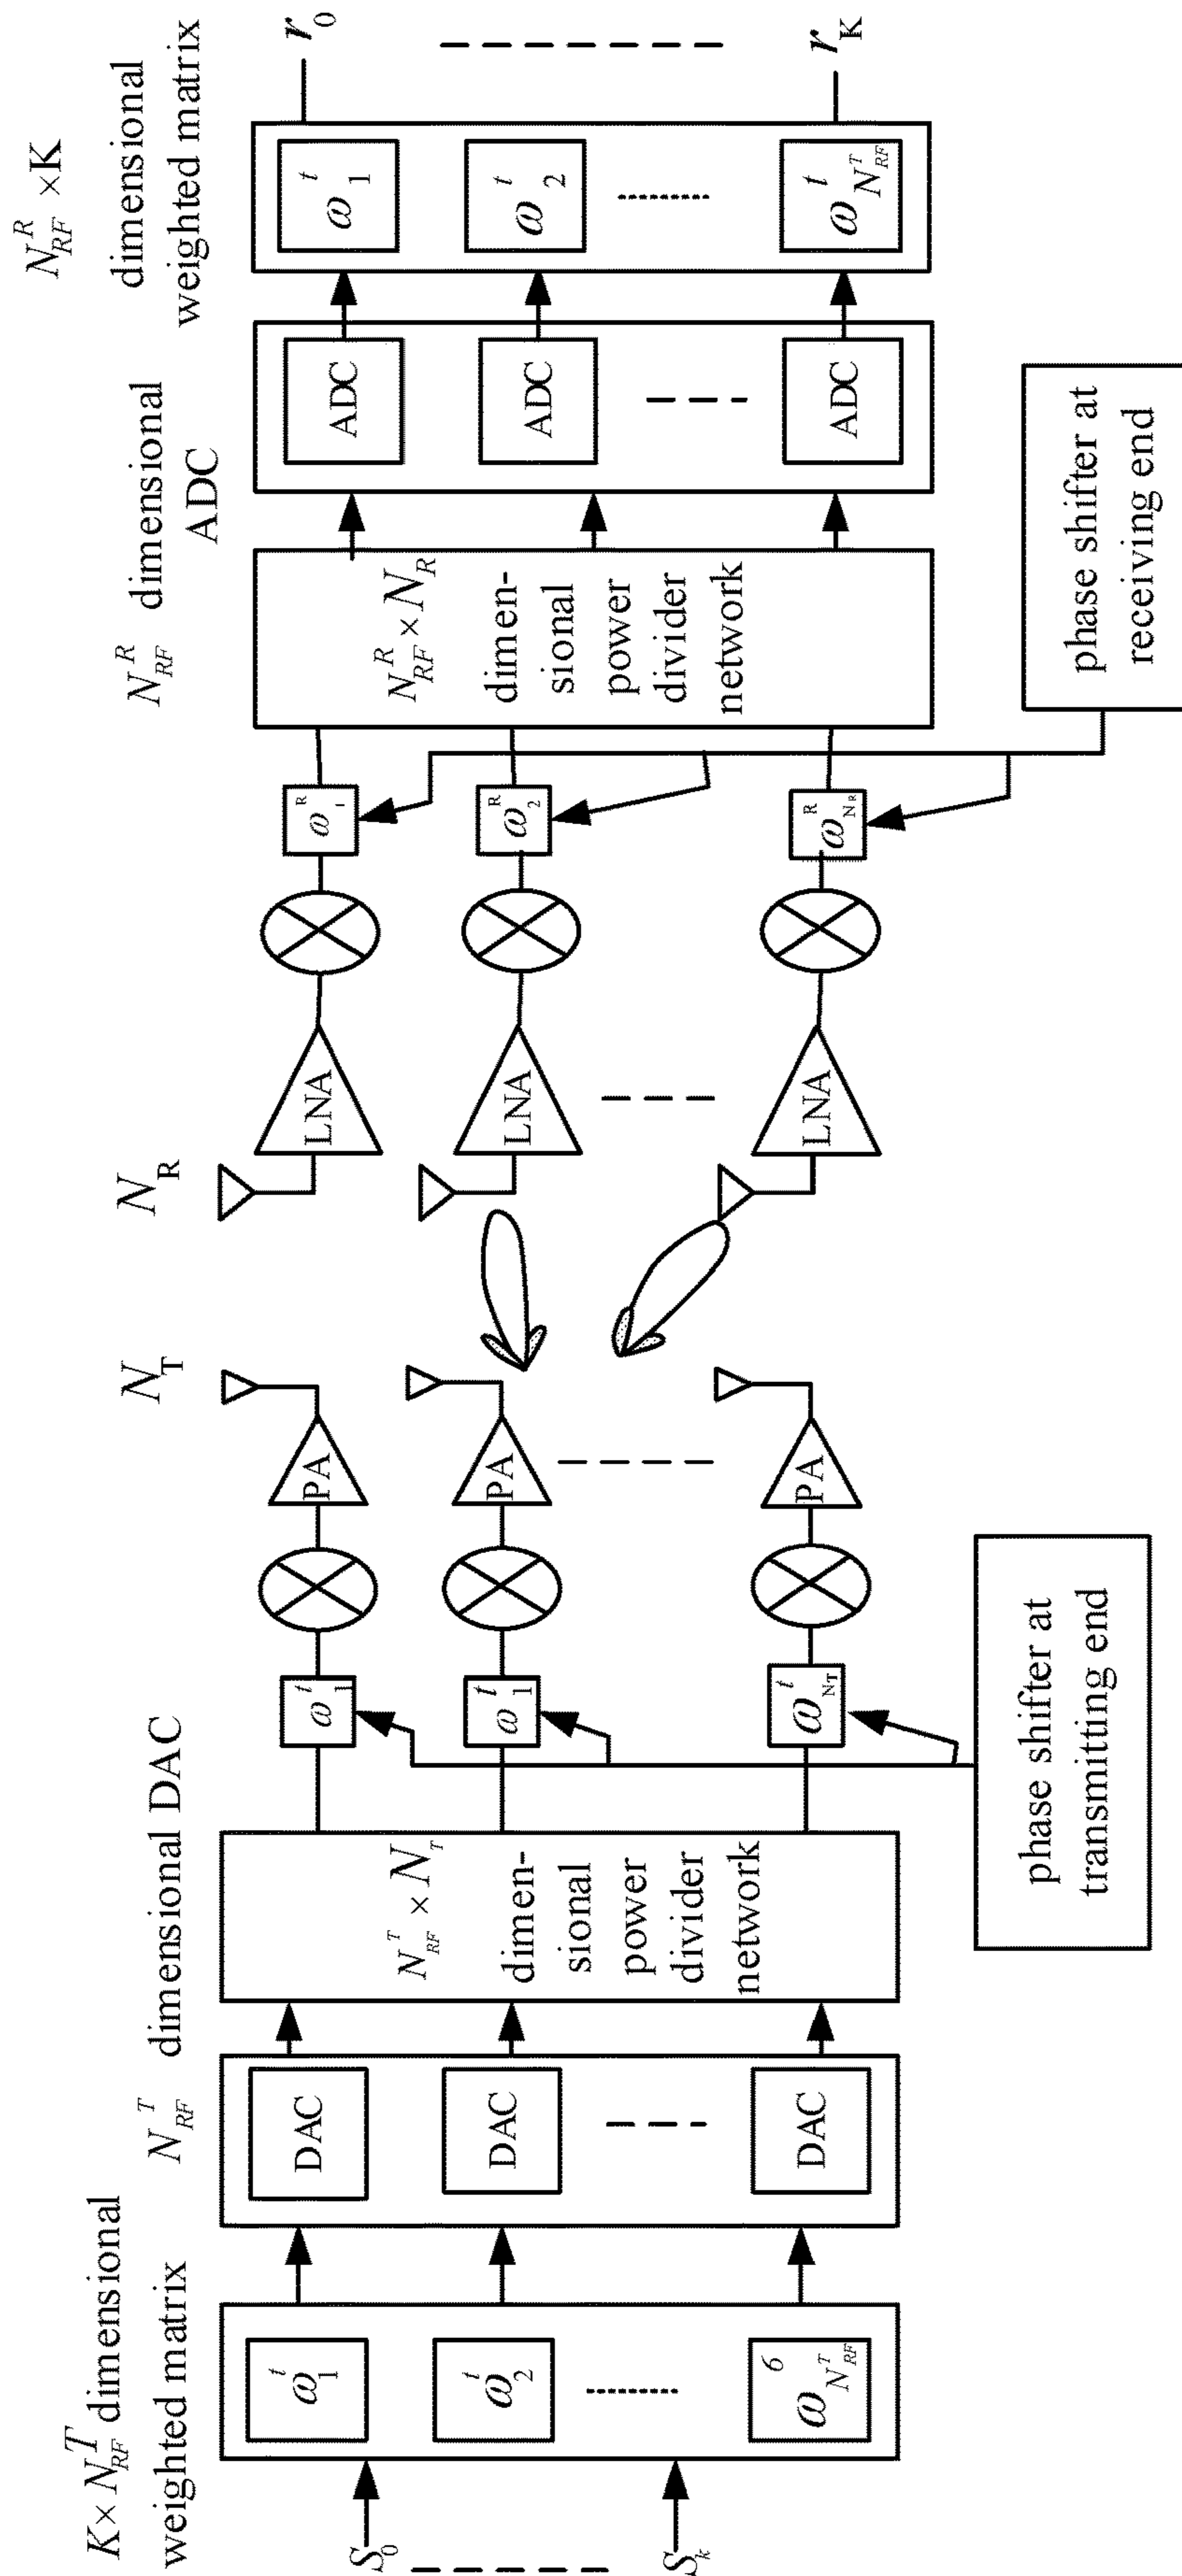 K× N_RF^T dimensional
weighted matrix
S_0
S_k
ω_1^t
ω_2^t
ω_{N_RF^T}^6
N_RF^T dimensional DAC
DAC
DAC
DAC
N_RF^T × N_T
dimen-
sional
power
divider
network
ω_1^t
ω_1^t
ω_{N_T}^t
phase shifter at
transmitting end
PA
PA
PA
N_T
N_R
LNA
LNA
LNA
ω_1^R
ω_2^R
ω_{N_R}^R
phase shifter at
receiving end
N_RF^R × N_R
dimen-
sional
power
divider
network
N_RF^R dimensional
ADC
ADC
ADC
ADC
N_RF^R ×K
dimensional
weighted matrix
ω_1^t
ω_2^t
ω_{N_RF^T}^t
r_0
r_K